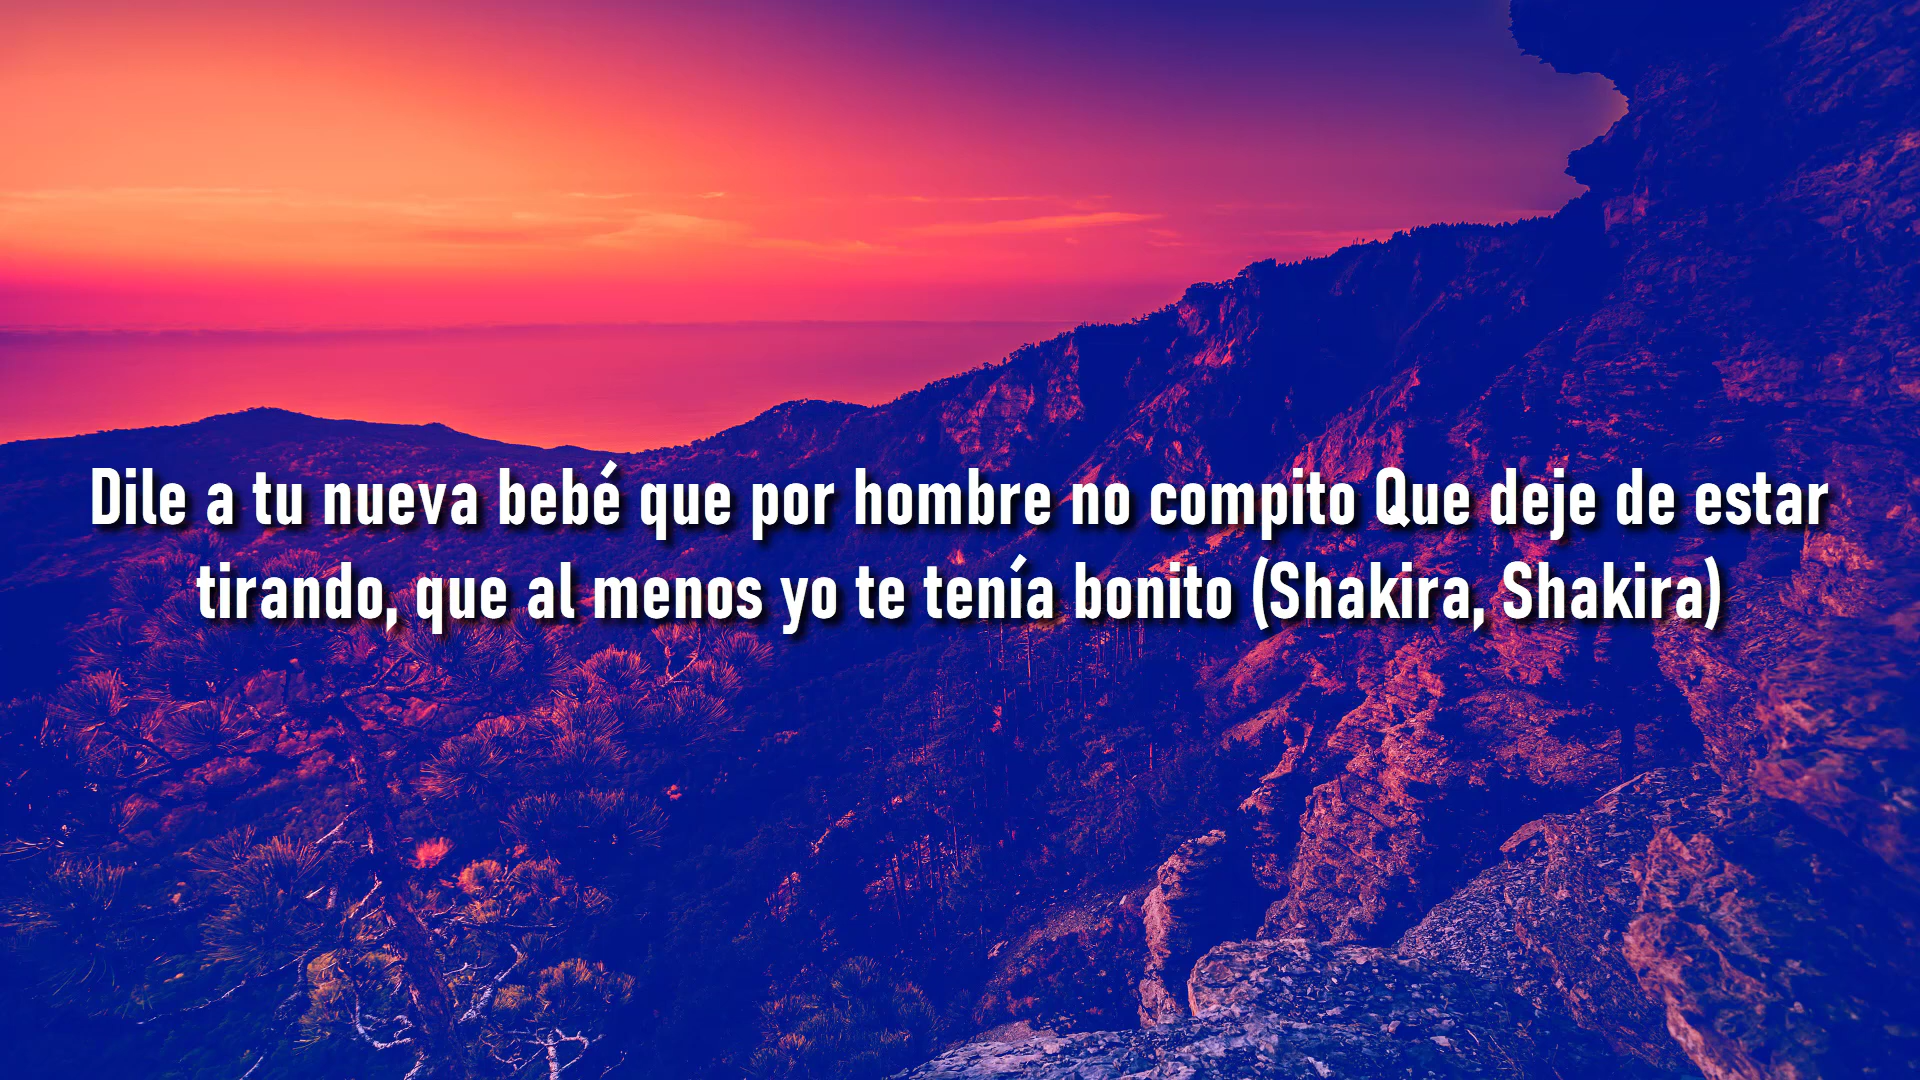 Dile a tu nueva bebé que por hombre no compito Que deje de estar
tirando, que al menos yo te tenía bonito (Shakira, Shakira)